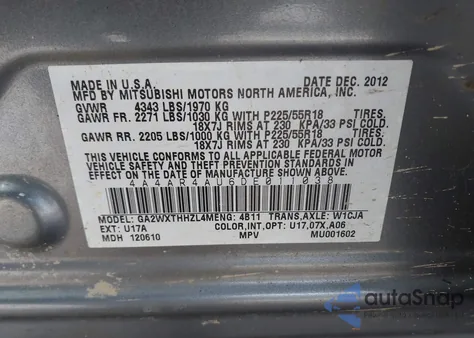 MADE IN U.S.A. DATE DEC. 2012
MFD BY MITSUBISHI MOTORS NORTH AMERICA, INC.
GVWR 4343 LBS/1970 KG
GAWR FR. 2271 LBS/1030 KG WITH P225/55R18 TIRES,
18X7J RIMS AT 230 KPA/33 PSI COLD.
GAWR RR. 2205 LBS/1000 KG WITH P225/55R18 TIRES,
18X7J RIMS AT 230 KPA/33 PSI COLD.
THIS VEHICLE CONFORMS TO ALL APPLICABLE FEDERAL MOTOR
VEHICLE SAFETY AND THEFT PREVENTION STANDARDS IN
EFFECT ON THE DATE OF MANUFACTURE SHOWN ABOVE.
4A4AR4AU6DE011038
MODEL: GA2WXTHHZL4M ENG: 4B11 TRANS,AXLE: W1CJA
EXT: U17A COLOR,INT,OPT: U17,07X,A06
MDH 120610 MPV MU001602
autoSnap